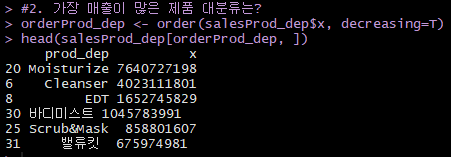 > #2. 가장 매출이 많은 제품 대분류는?
> orderProd_dep <- order(salesProd_dep$x, decreasing=T)
> head(salesProd_dep[orderProd_dep, ])
prod_dep x
20 Moisturize 7640727198
6 Cleanser 4023111801
8 EDT 1652745829
30 바디미스트 1045783991
25 Scrub&Mask 858801607
31 밸류킷 675974981